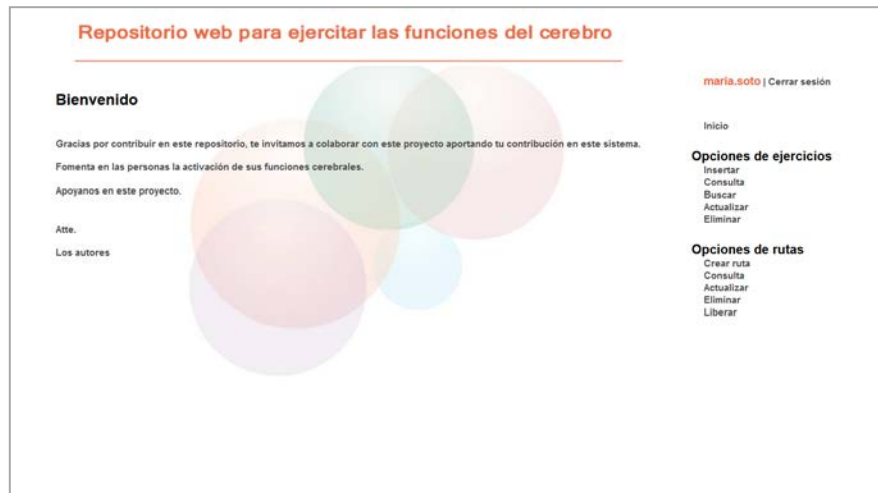 Repositorio web para ejercitar las funciones del cerebro
maria.soto | Cerrar sesión
Bienvenido
Gracias por contribuir en este repositorio, te invitamos a colaborar con este proyecto aportando tu contribución en este sistema.
Fomenta en las personas la activación de sus funciones cerebrales.
Apoyanos en este proyecto.
Atte.
Los autores
Inicio
Opciones de ejercicios
Insertar
Consulta
Buscar
Actualizar
Eliminar
Opciones de rutas
Crear ruta
Consulta
Actualizar
Eliminar
Liberar